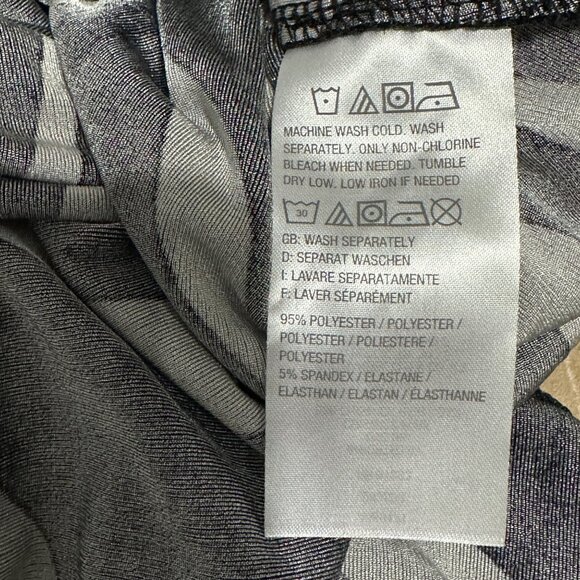 MACHINE WASH COLD. WASH
SEPARATELY. ONLY NON-CHLORINE
BLEACH WHEN NEEDED. TUMBLE
DRY LOW. LOW IRON IF NEEDED
30
GB: WASH SEPARATELY
D: SEPARAT WASCHEN
I: LAVARE SEPARATAMENTE
F: LAVER SÉPARÉMENT
95% POLYESTER / POLYESTER /
POLYESTER / POLIESTERE /
POLYESTER
5% SPANDEX / ELASTANE /
ELASTHAN / ELASTAN / ÉLASTHANNE